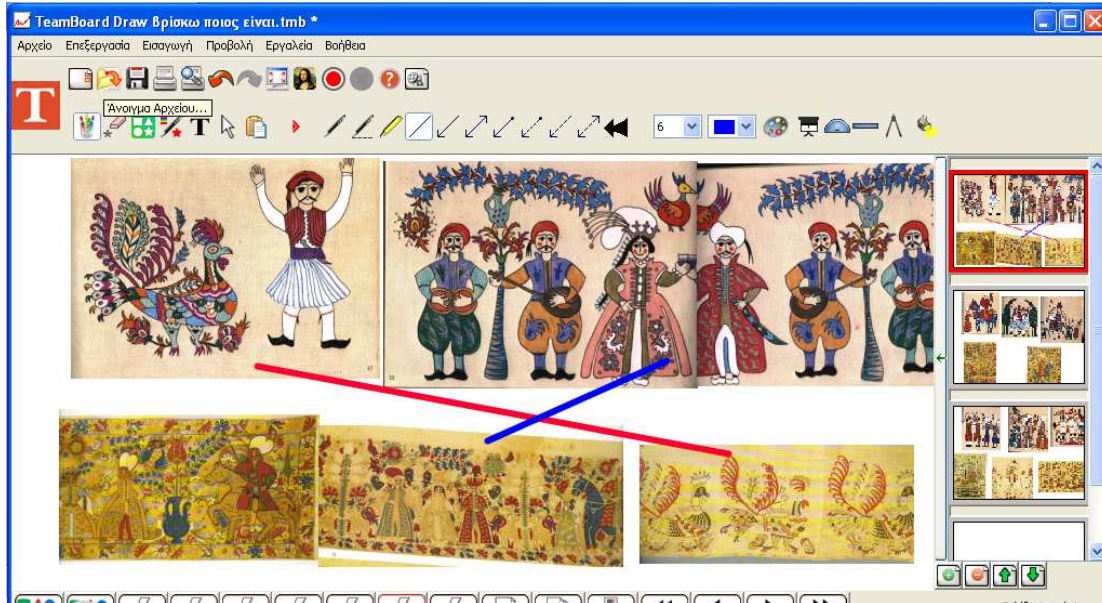 TeamBoard Draw βρίσκω ποιος είναι.tmb *
Αρχείο Επεξεργασία Εισαγωγή Προβολή Εργαλεία Βοήθεια
T
Άνοιγμα Αρχείου...
T
6